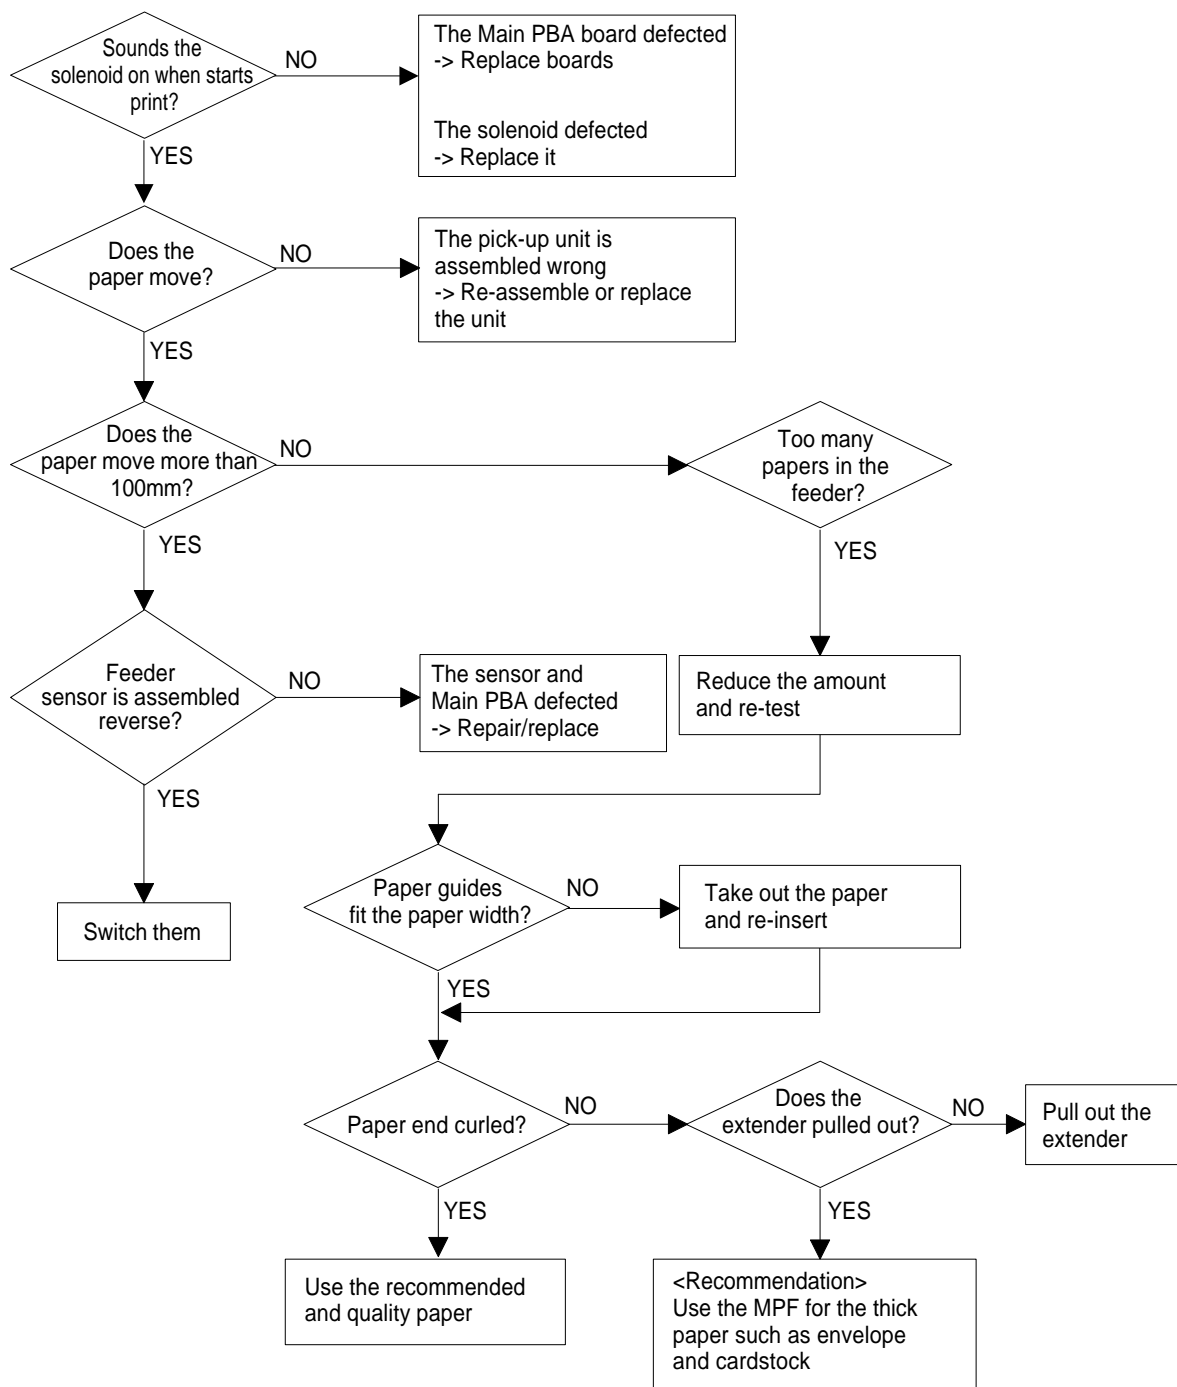 Sounds the
solenoid on when starts
print?
NO
The Main PBA board defected
-> Replace boards
The solenoid defected
-> Replace it
YES
Does the
paper move?
NO
The pick-up unit is
assembled wrong
-> Re-assemble or replace
the unit
YES
Does the
paper move more than
100mm?
NO
Too many
papers in the
feeder?
YES
YES
Feeder
sensor is assembled
reverse?
NO
The sensor and
Main PBA defected
-> Repair/replace
Reduce the amount
and re-test
YES
Switch them
Paper guides
fit the paper width?
NO
Take out the paper
and re-insert
YES
Paper end curled?
NO
Does the
extender pulled out?
NO
Pull out the
extender
YES
YES
Use the recommended
and quality paper
<Recommendation>
Use the MPF for the thick
paper such as envelope
and cardstock